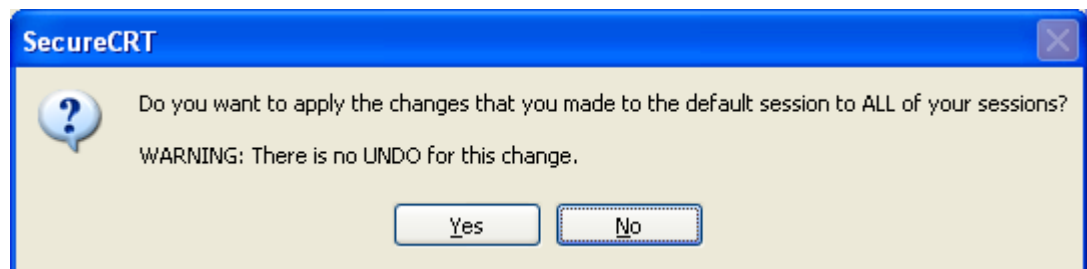 SecureCRT
Do you want to apply the changes that you made to the default session to ALL of your sessions?
WARNING: There is no UNDO for this change.
Yes
No